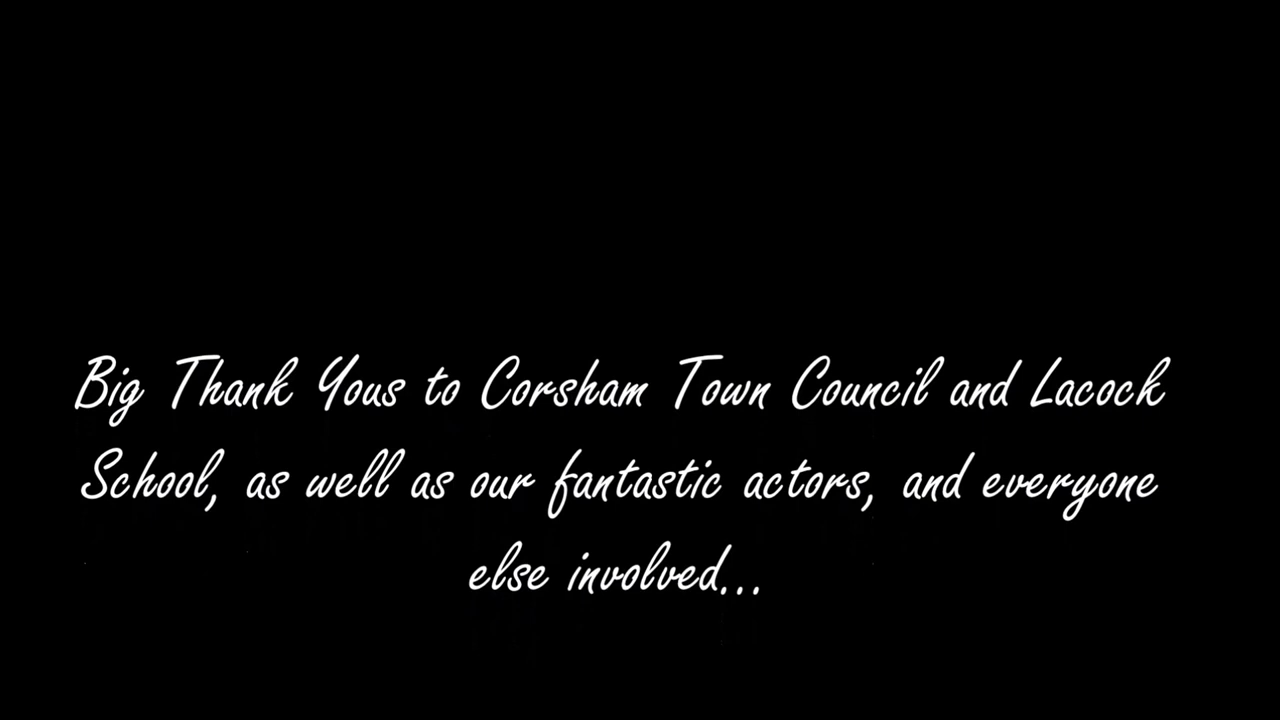 Big Thank Yous to Corsham Town Council and Lacock
School, as well as our fantastic actors, and everyone
else involved...